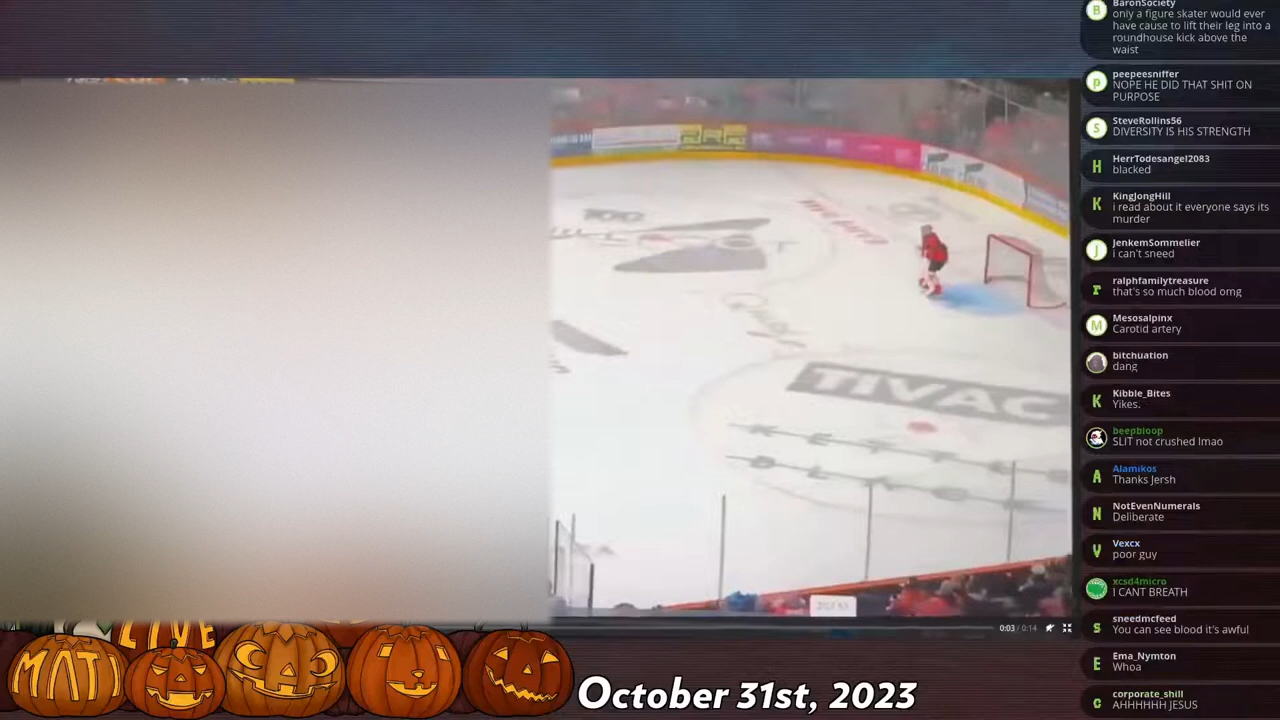 BaronSociety
only a figure skater would ever
have cause to lift their leg into a
roundhouse kick above the
waist
peepeesniffer
NOPE HE DID THAT SHIT ON
PURPOSE
SteveRollins56
DIVERSITY IS HIS STRENGTH
HerrTodesangel2083
blacked
KingJongHill
i read about it everyone says its
murder
JenkemSommelier
i can't sneed
ralphfamilytreasure
that's so much blood omg
Mesosalpinx
Carotid artery
bitchuation
dang
Kibble_Bites
Yikes.
beepbloop
SLIT not crushed lmao
Alamikos
Thanks Jersh
NotEvenNumerals
Deliberate
Vexcx
poor guy
xcsd4micro
I CANT BREATH
sneedmcfeed
You can see blood it's awful
Ema_Nymton
Whoa
corporate_shill
AHHHHHH JESUS
TIVAC
0:03 / 0:14
LIVE
MATI
October 31st, 2023